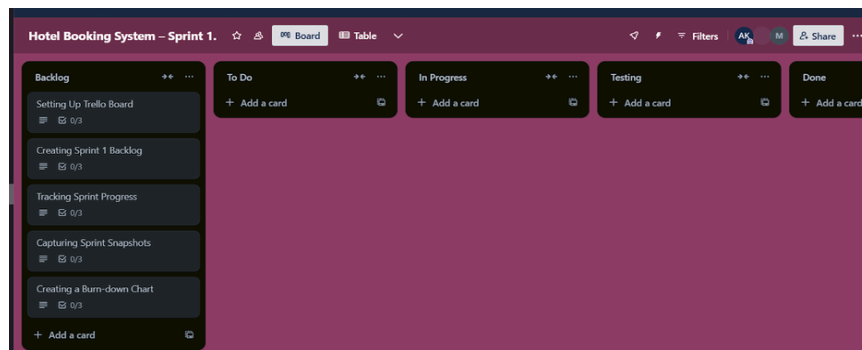 Hotel Booking System – Sprint 1.
Board
Table
Filters
AK
M
Share
Backlog
Setting Up Trello Board
0/3
Creating Sprint 1 Backlog
0/3
Tracking Sprint Progress
0/3
Capturing Sprint Snapshots
0/3
Creating a Burn-down Chart
0/3
+ Add a card
To Do
+ Add a card
In Progress
+ Add a card
Testing
+ Add a card
Done
+ Add a card